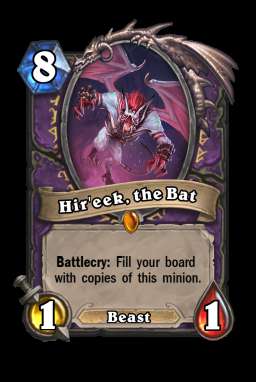 8
Hir'eek, the Bat
Battlecry: Fill your board
with copies of this minion.
1
Beast
1